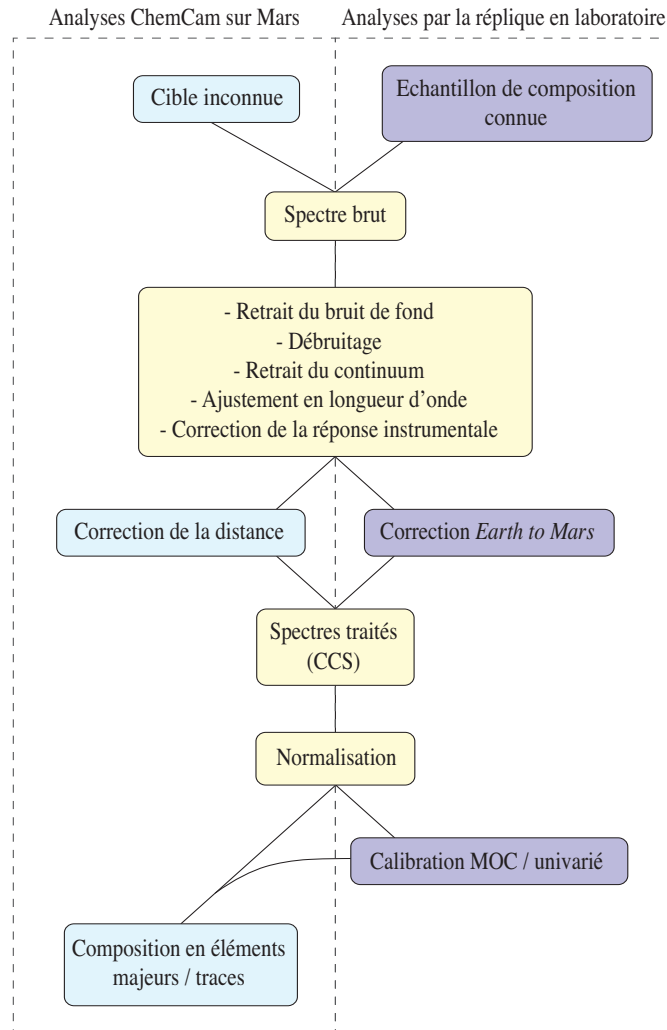 Analyses ChemCam sur Mars
Analyses par la réplique en laboratoire
Cible inconnue
Echantillon de composition
connue
Spectre brut
- Retrait du bruit de fond
- Débruitage
- Retrait du continuum
- Ajustement en longueur d'onde
- Correction de la réponse instrumentale
Correction de la distance
Correction Earth to Mars
Spectres traités
(CCS)
Normalisation
Calibration MOC / univarié
Composition en éléments
majeurs / traces